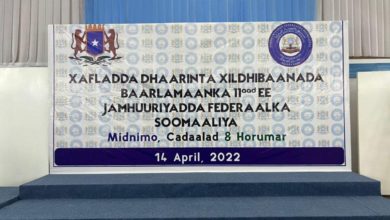 XAFLADDA DHAARINTA XILDHIBAANADA
BAARLAMAANKA 11aad EE
JAMHUURIYADDA FEDERAALKA
SOOMAALIYA
Midnimo, Cadaalad & Horumar
14 April, 2022